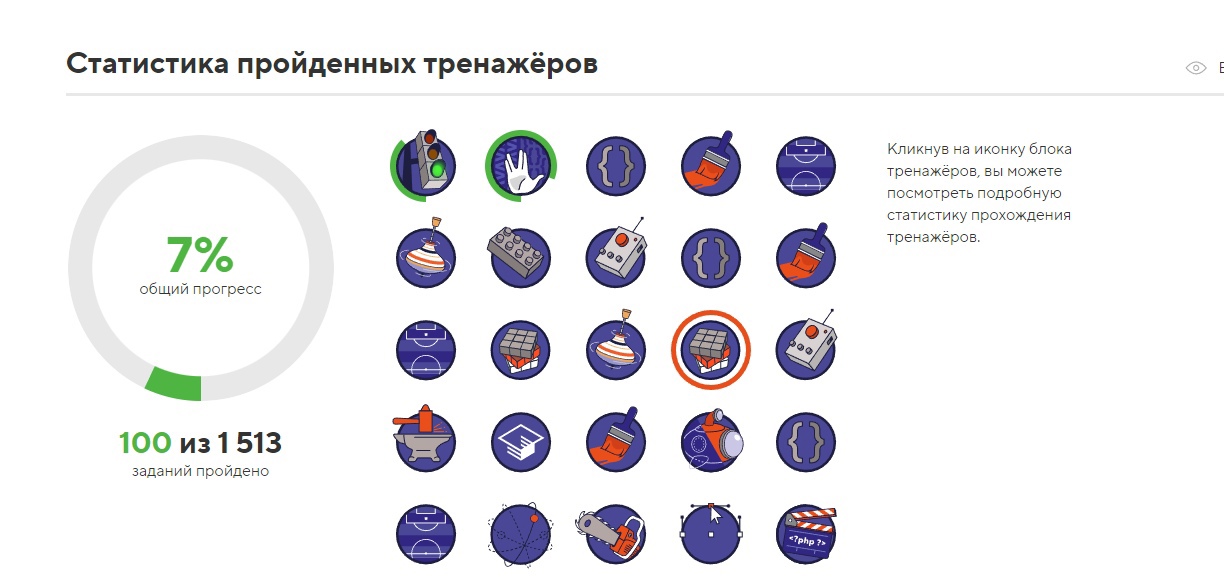 Статистика пройденных тренажёров
7%
общий прогресс
100 из 1 513
заданий пройдено
Кликнув на иконку блока
тренажёров, вы можете
посмотреть подробную
статистику прохождения
тренажёров.
{ }
{ }
{ }
<?php ?>